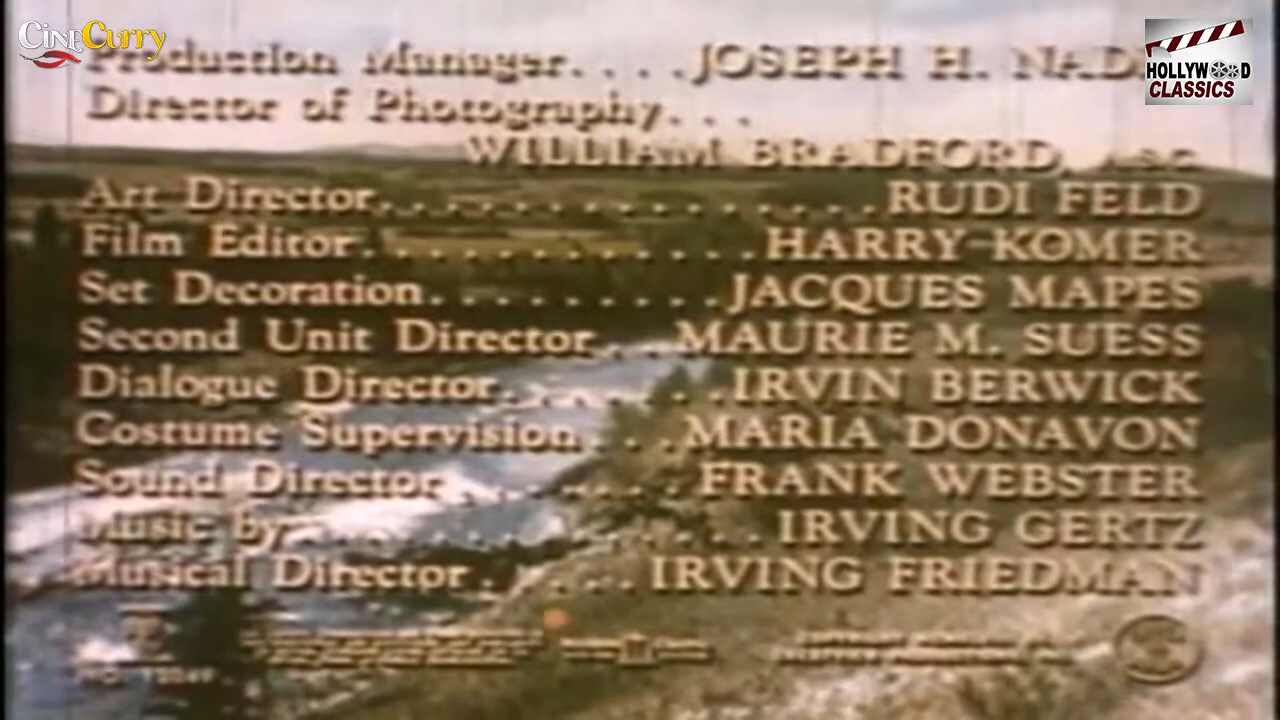 CINECURRY
HOLLYWOOD
CLASSICS
Production Manager. . . .JOSEPH H.
Director of Photography. . .
WILLIAM BRADFORD, A.S.C.
Art Director. . . . . . . . . . . . . . . .RUDI FELD
Film Editor. . . . . . . . . . . . .HARRY KOMER
Set Decoration. . . . . . . . . .JACQUES MAPES
Second Unit Director. . . .MAURIE M. SUESS
Dialogue Director. . . . . . . .IRVIN BERWICK
Costume Supervision. . . .MARIA DONAVON
Sound Director. . . . . . . . .FRANK WEBSTER
Music by. . . . . . . . . . . . . . .IRVING GERTZ
Musical Director. . . . . .IRVING FRIEDMAN